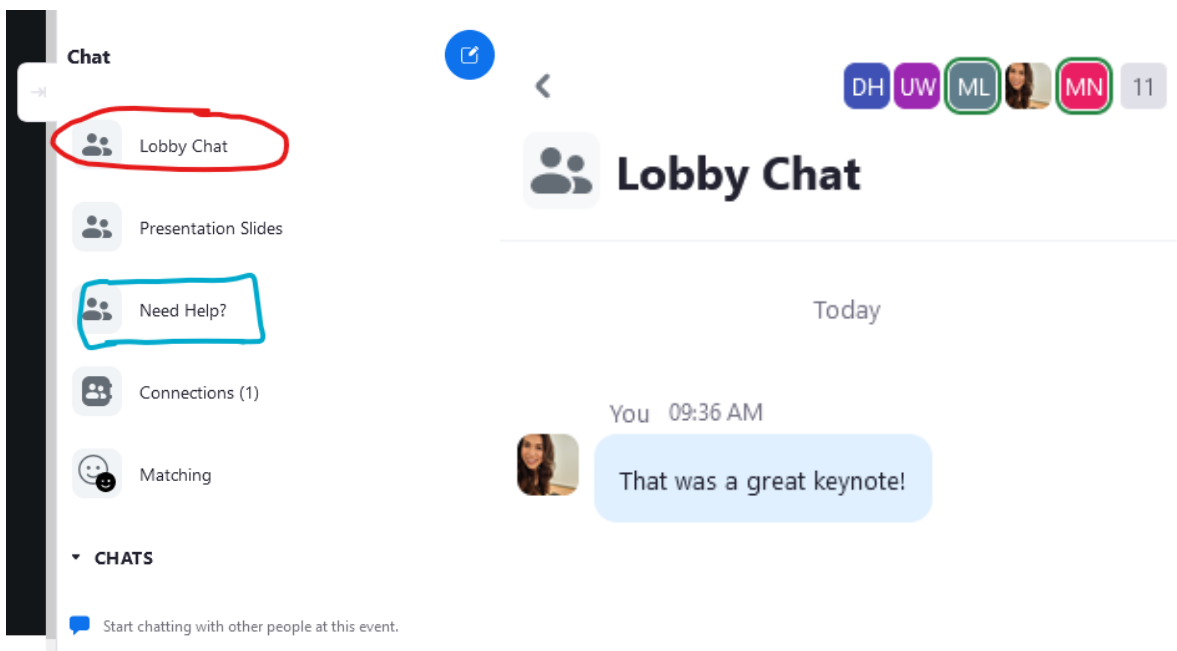 Chat
Lobby Chat
Presentation Slides
Need Help?
Connections (1)
Matching
CHATS
Start chatting with other people at this event.
DH UW ML MN 11
Lobby Chat
Today
You 09:36 AM
That was a great keynote!